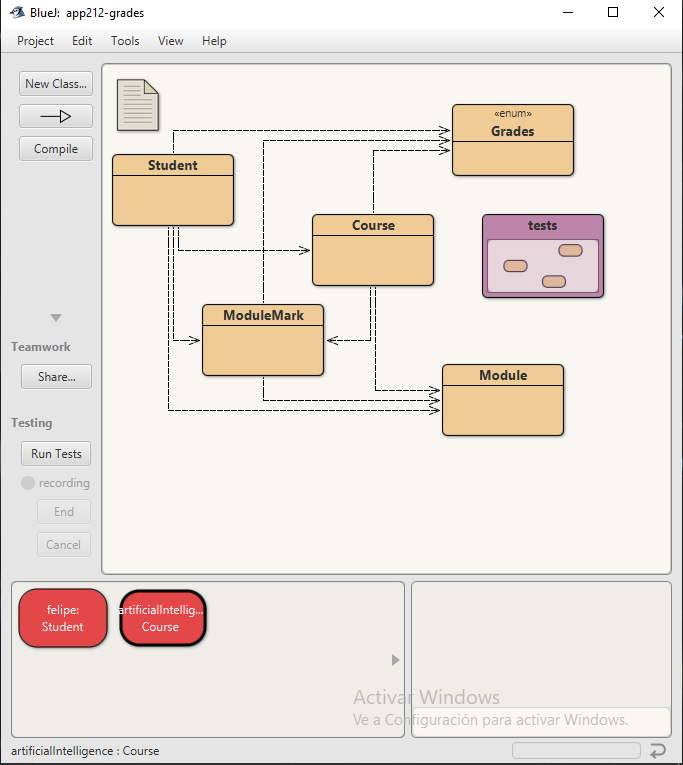 BlueJ: app212-grades
Project Edit Tools View Help
New Class...
Compile
Teamwork
Share...
Testing
Run Tests
recording
End
Cancel
«enum»
Grades
Student
Course
tests
ModuleMark
Module
felipe:
Student
artificialIntellig...
Course
Activar Windows
Ve a Configuración para activar Windows.
artificialIntelligence : Course